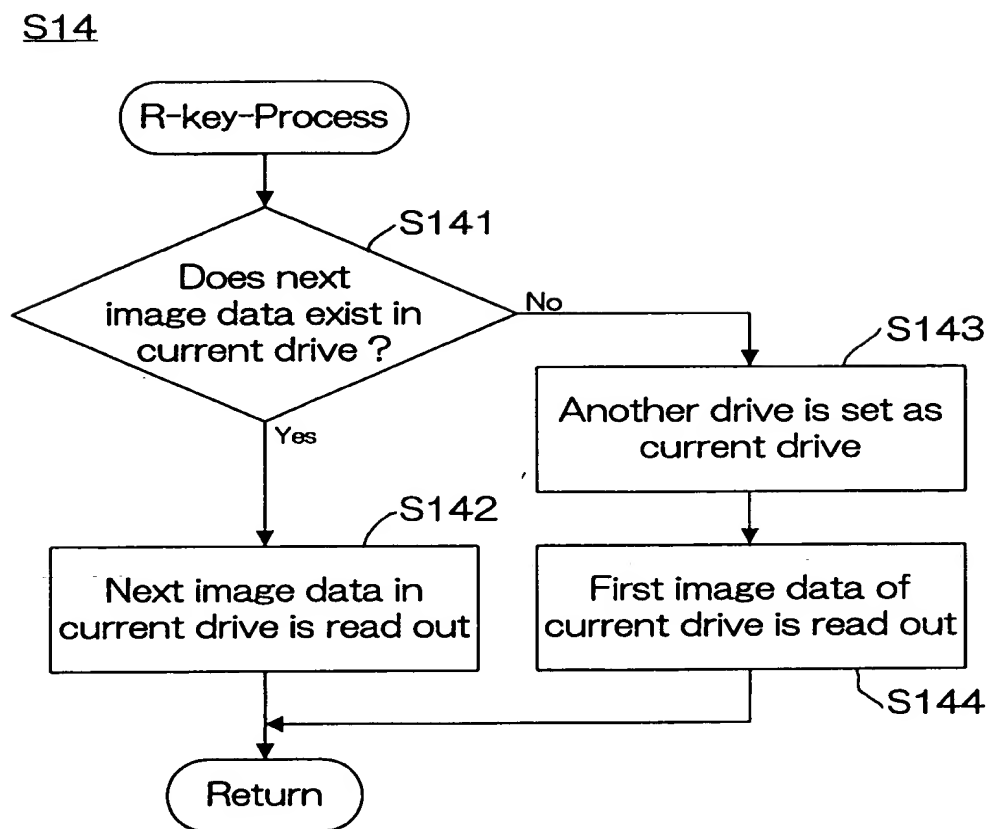 S14
R-key-Process
S141
Does next
image data exist in
current drive ?
No
Yes
S143
Another drive is set as
current drive
S142
Next image data in
current drive is read out
First image data of
current drive is read out
S144
Return